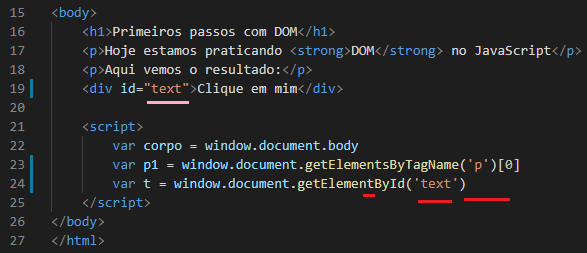 15 <body>
16 <h1>Primeiros passos com DOM</h1>
17 <p>Hoje estamos praticando <strong>DOM</strong> no JavaScript</p>
18 <p>Aqui vemos o resultado:</p>
19 <div id="text">Clique em mim</div>
20
21 <script>
22 var corpo = window.document.body
23 var p1 = window.document.getElementsByTagName('p')[0]
24 var t = window.document.getElementById('text')
25 </script>
26 </body>
27 </html>